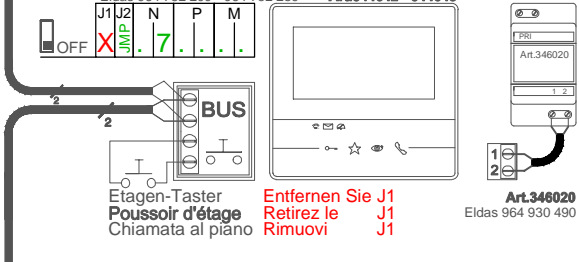 J1 J2 N P M
OFF X JMP . 7 . . . .
PRI
Art.346020
1 2
2
BUS
2
1
2
Etagen-Taster Entfernen Sie J1
Poussoir d'étage Retirez le J1
Chiamata al piano Rimuovi J1
Art.346020
Eldas 964 930 490